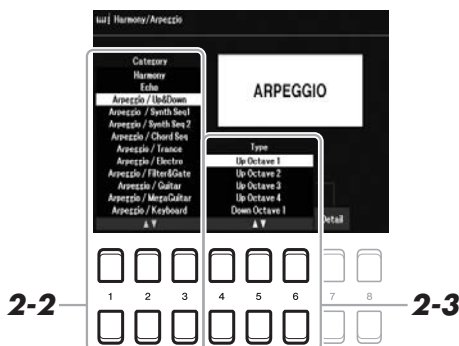 Harmony/Arpeggio
Category
Harmony
Echo
Arpeggio / Up&Down
Arpeggio / Synth Seq1
Arpeggio / Synth Seq 2
Arpeggio / Chord Seq
Arpeggio / Trance
Arpeggio / Electro
Arpeggio / Filter&Gate
Arpeggio / Guitar
Arpeggio / MegaGuitar
Arpeggio / Keyboard
▲▼
ARPEGGIO
Type
Up Octave 1
Up Octave 2
Up Octave 3
Up Octave 4
Down Octave 1
▲▼
Detail
1 2 3 4 5 6 7 8
2-2
2-3